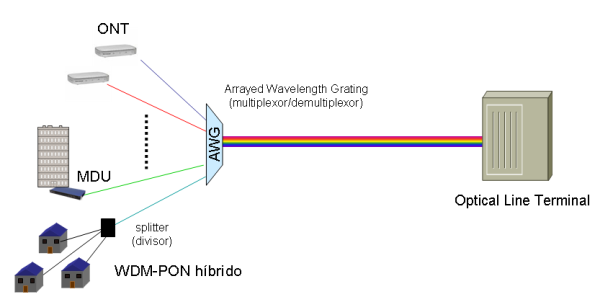 ONT
Arrayed Wavelength Grating
(multiplexor/demultiplexor)
AWG
MDU
Optical Line Terminal
splitter
(divisor)
WDM-PON híbrido